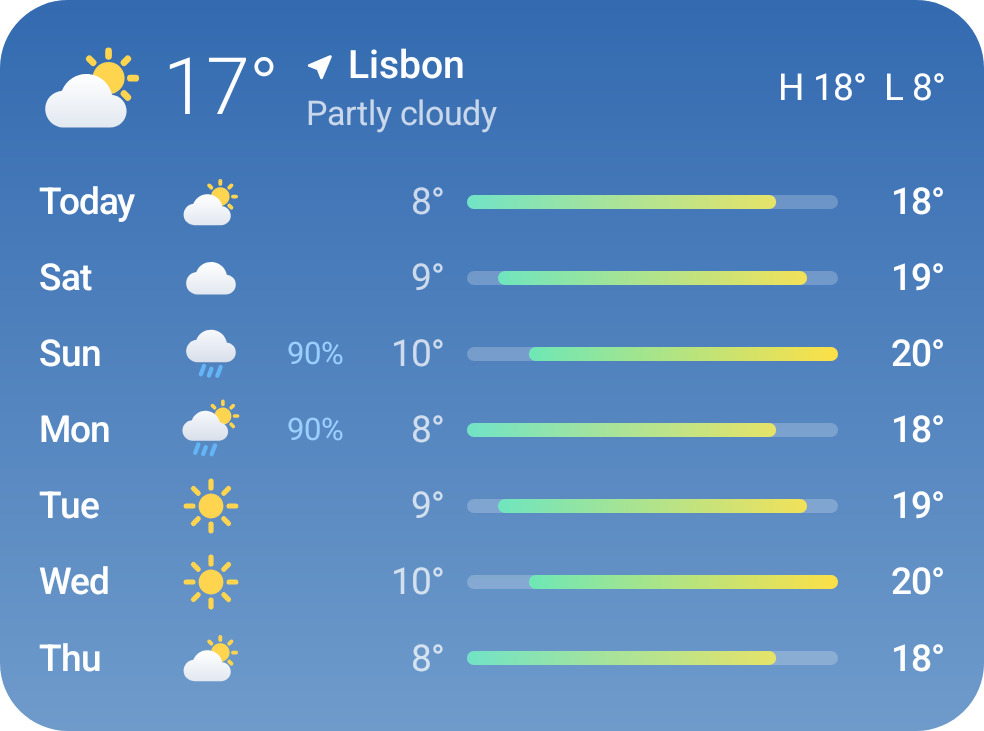 17° Lisbon H 18° L 8°
Partly cloudy
Today 8° 18°
Sat 9° 19°
Sun 90% 10° 20°
Mon 90% 8° 18°
Tue 9° 19°
Wed 10° 20°
Thu 8° 18°